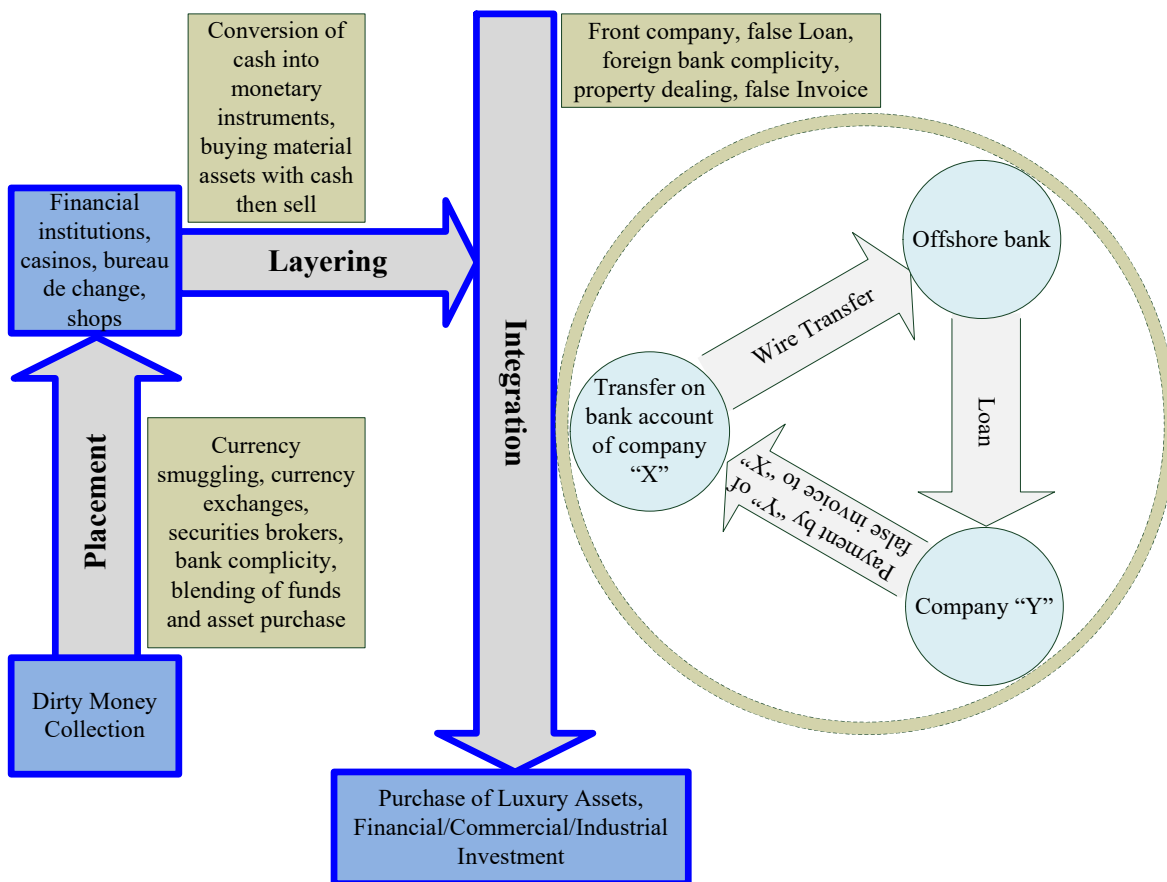 Conversion of
cash into
monetary
instruments,
buying material
assets with cash
then sell
Front company, false Loan,
foreign bank complicity,
property dealing, false Invoice
Financial
institutions,
casinos, bureau
de change,
shops
Layering
Integration
Offshore bank
Wire Transfer
Transfer on
bank account
of company
“X”
Loan
Payment by “Y” of
false invoice to “X”
Company “Y”
Placement
Currency
smuggling, currency
exchanges,
securities brokers,
bank complicity,
blending of funds
and asset purchase
Dirty Money
Collection
Purchase of Luxury Assets,
Financial/Commercial/Industrial
Investment